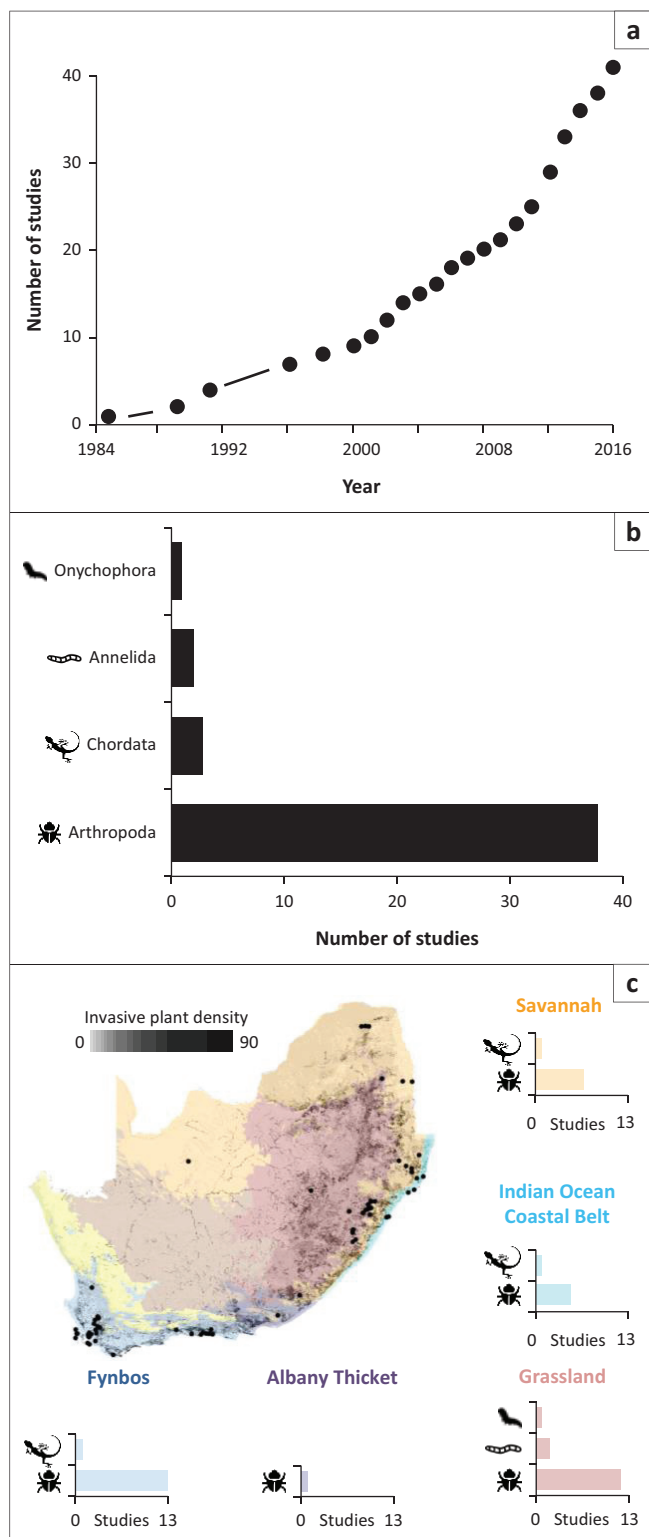 a
40
30
20
10
0
Number of studies
1984
1992
2000
2008
2016
Year
b
Onychophora
Annelida
Chordata
Arthropoda
0
10
20
30
40
Number of studies
c
Invasive plant density
0
90
Savannah
0 Studies 13
Indian Ocean
Coastal Belt
0 Studies 13
Fynbos
0 Studies 13
Albany Thicket
0 Studies 13
Grassland
0 Studies 13